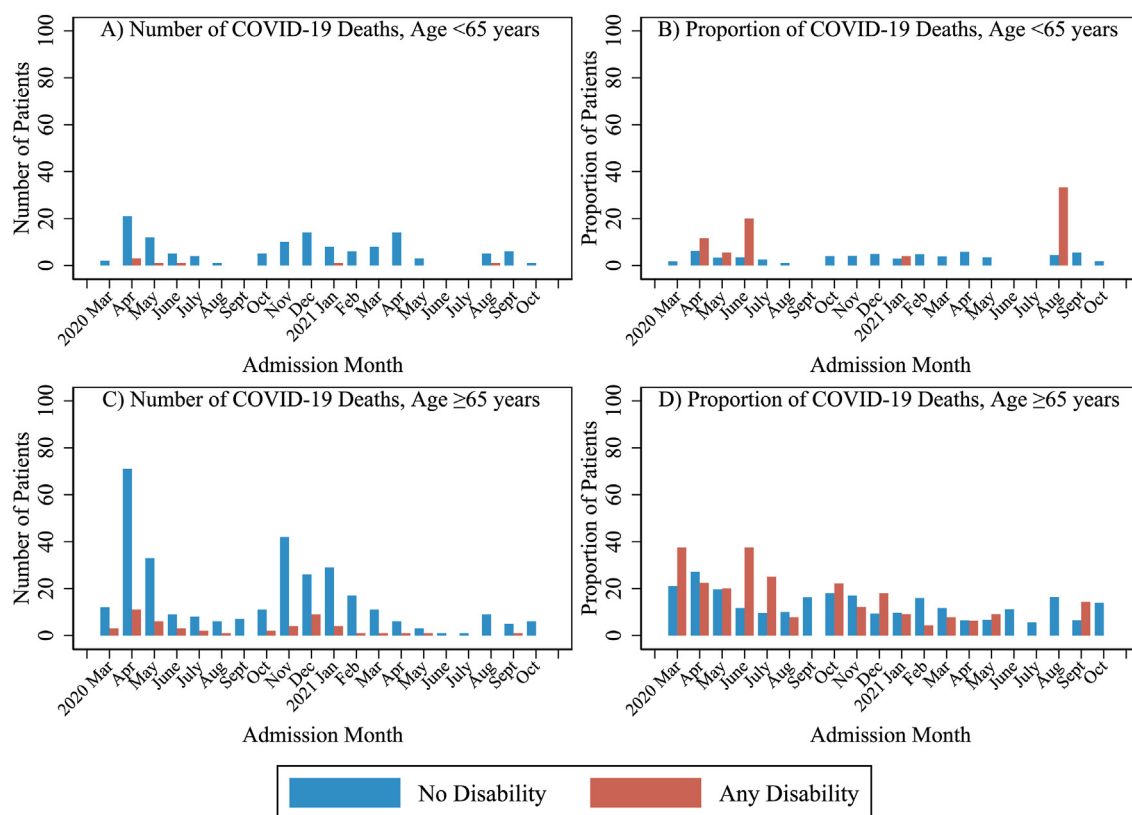 A) Number of COVID-19 Deaths, Age <65 years
Number of Patients
100
80
60
40
20
0
2020 Mar
Apr
May
June
July
Aug
Sept
Oct
Nov
Dec
2021 Jan
Feb
Mar
Apr
May
June
July
Aug
Sept
Oct
Admission Month
B) Proportion of COVID-19 Deaths, Age <65 years
Proportion of Patients
100
80
60
40
20
0
2020 Mar
Apr
May
June
July
Aug
Sept
Oct
Nov
Dec
2021 Jan
Feb
Mar
Apr
May
June
July
Aug
Sept
Oct
Admission Month
C) Number of COVID-19 Deaths, Age ≥65 years
Number of Patients
100
80
60
40
20
0
2020 Mar
Apr
May
June
July
Aug
Sept
Oct
Nov
Dec
2021 Jan
Feb
Mar
Apr
May
June
July
Aug
Sept
Oct
Admission Month
D) Proportion of COVID-19 Deaths, Age ≥65 years
Proportion of Patients
100
80
60
40
20
0
2020 Mar
Apr
May
June
July
Aug
Sept
Oct
Nov
Dec
2021 Jan
Feb
Mar
Apr
May
June
July
Aug
Sept
Oct
Admission Month
No Disability
Any Disability